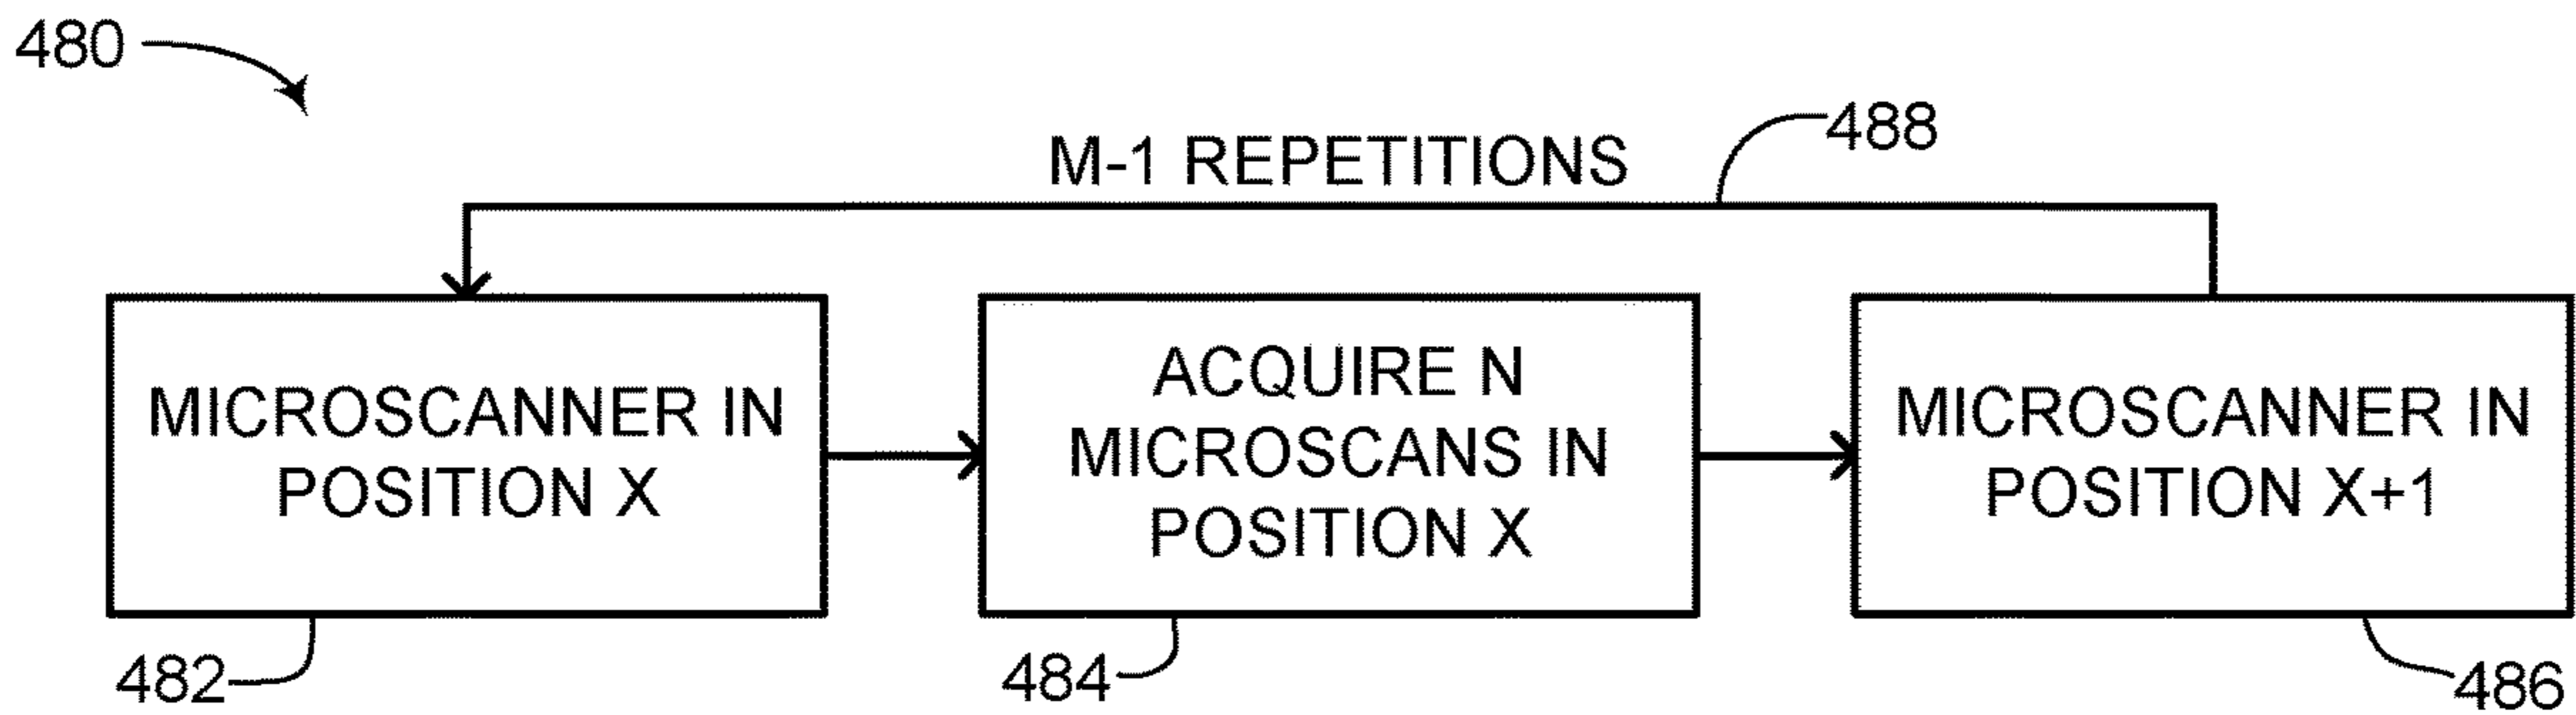 480
M-1 REPETITIONS
488
MICROSCANNER IN
POSITION X
ACQUIRE N
MICROSCANS IN
POSITION X
MICROSCANNER IN
POSITION X+1
482
484
486